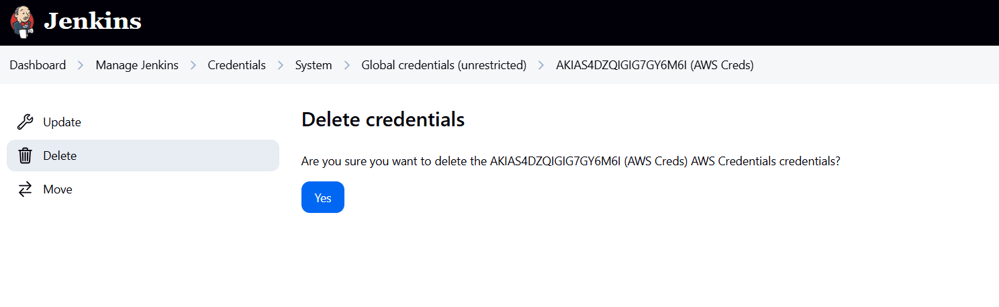 Jenkins
Dashboard > Manage Jenkins > Credentials > System > Global credentials (unrestricted) > AKIAS4DZQIGIG7GY6M6I (AWS Creds)
Update
Delete
Move
Delete credentials
Are you sure you want to delete the AKIAS4DZQIGIG7GY6M6I (AWS Creds) AWS Credentials credentials?
Yes